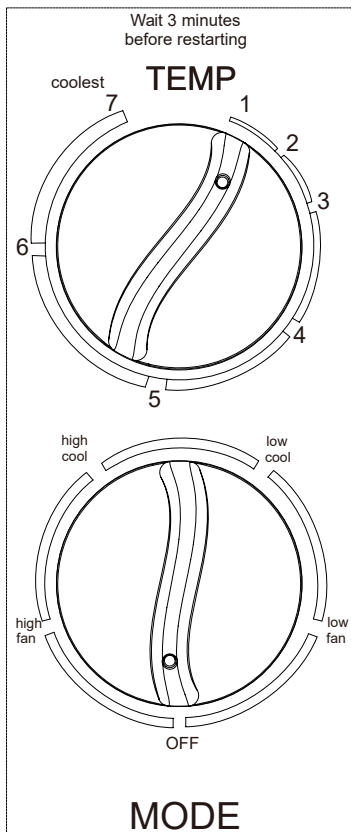 Wait 3 minutes
before restarting
TEMP
coolest
7
1
2
3
6
4
5
high
cool
low
cool
high
fan
low
fan
OFF
MODE